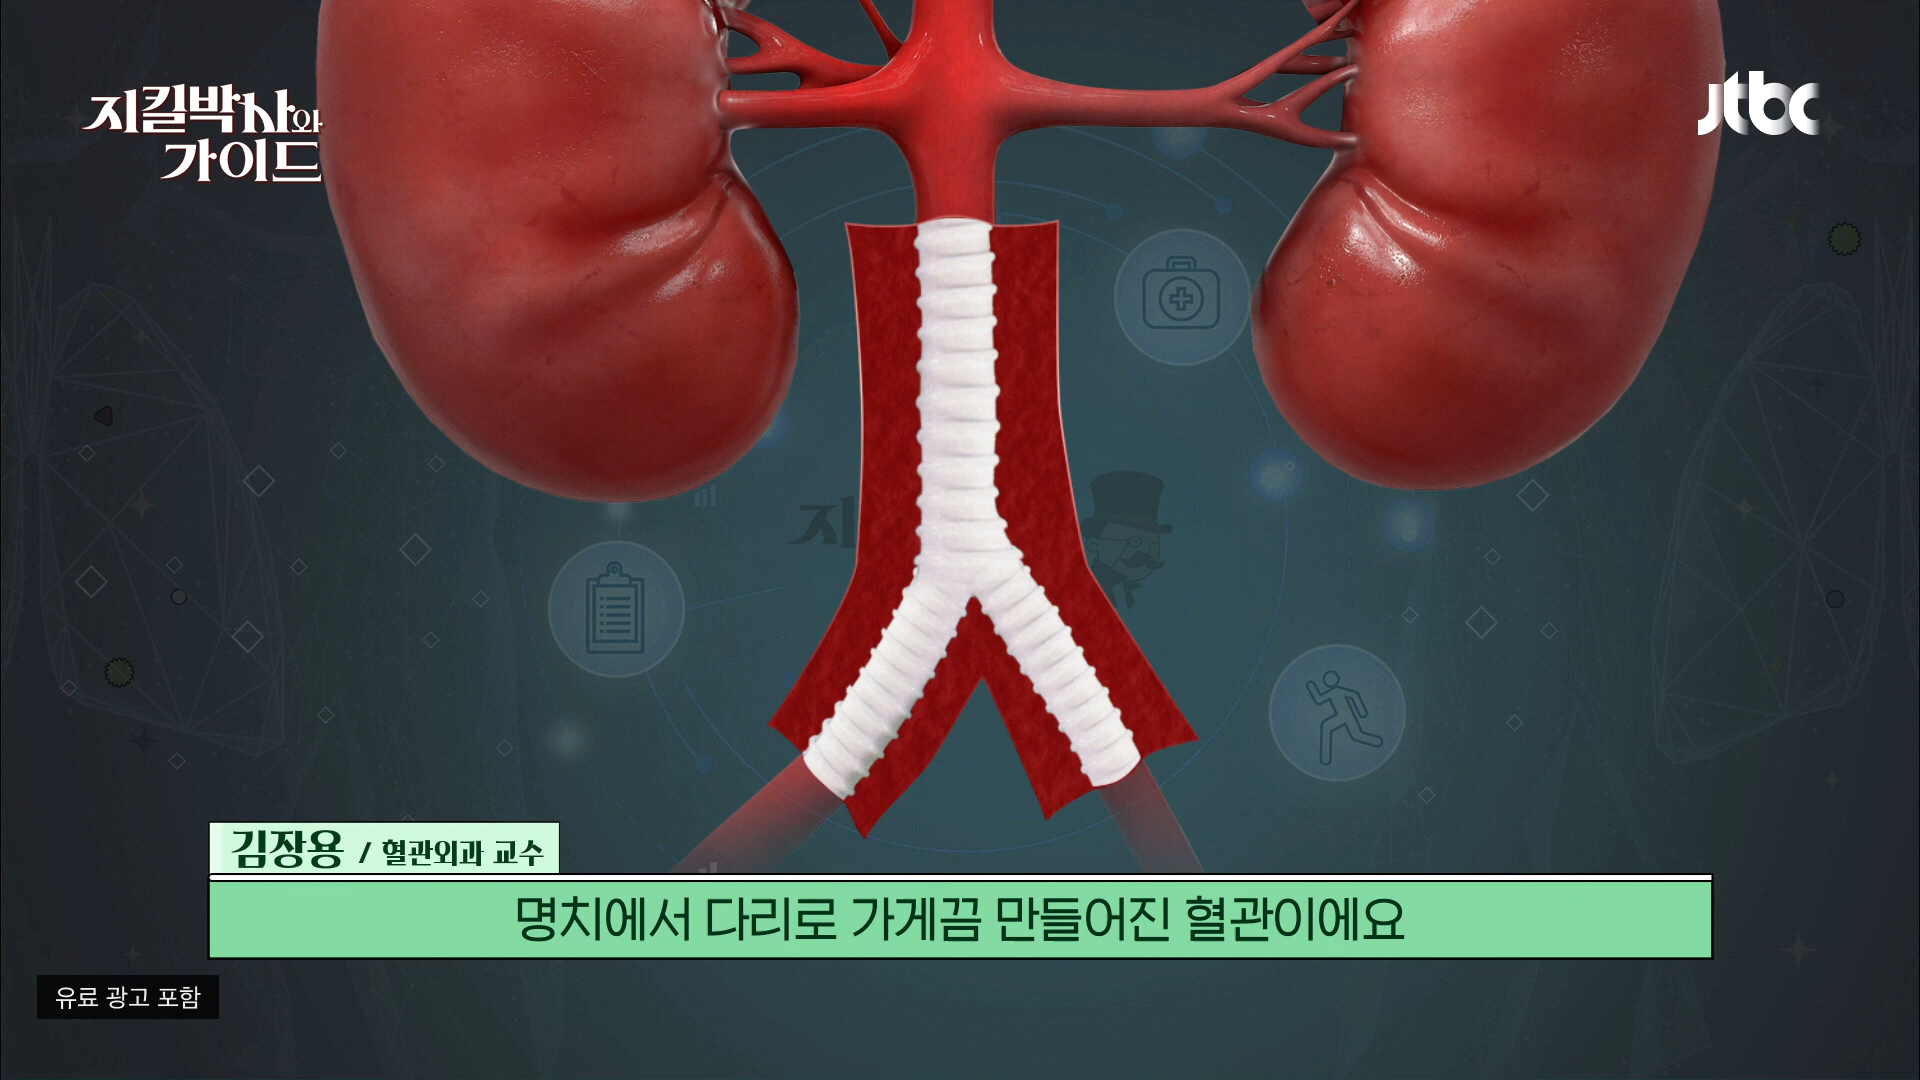 지킬박사와
가이드
jtbc
지
김장용 / 혈관외과 교수
명치에서 다리로 가게끔 만들어진 혈관이에요
유료 광고 포함